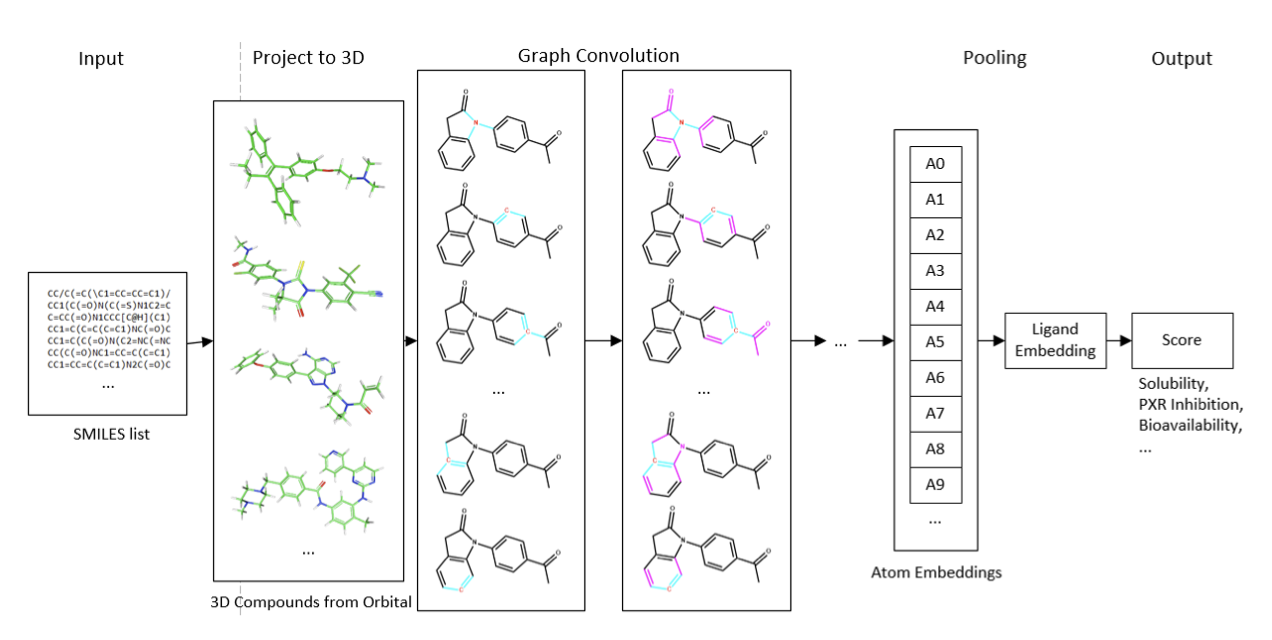 Input
Project to 3D
Graph Convolution
Pooling
Output
CC/C(=C(\C1=CC=CC=C1)/
CC1(C(=O)N(C(=S)N1C2=C
C=CC(=O)N1CCC[C@H](C1)
CC1=C(C=C(C=C1)NC(=O)C
CC1=C(C(=O)N(C2=NC(=NC
CC(C(=O)NC1=CC=C(C(=C1)
CC1=CC=C(C(=C1)N2C(=O)C
...
SMILES list
...
3D Compounds from Orbital
...
...
...
A0
A1
A2
A3
A4
A5
A6
A7
A8
A9
...
Atom Embeddings
Ligand
Embedding
Score
Solubility,
PXR Inhibition,
Bioavailability,
...